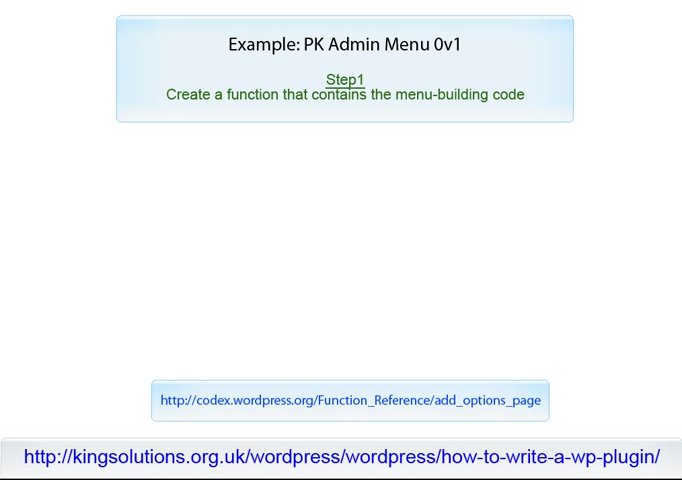 Example: PK Admin Menu 0v1
Step1
Create a function that contains the menu-building code
http://codex.wordpress.org/Function_Reference/add_options_page
http://kingsolutions.org.uk/wordpress/wordpress/how-to-write-a-wp-plugin/